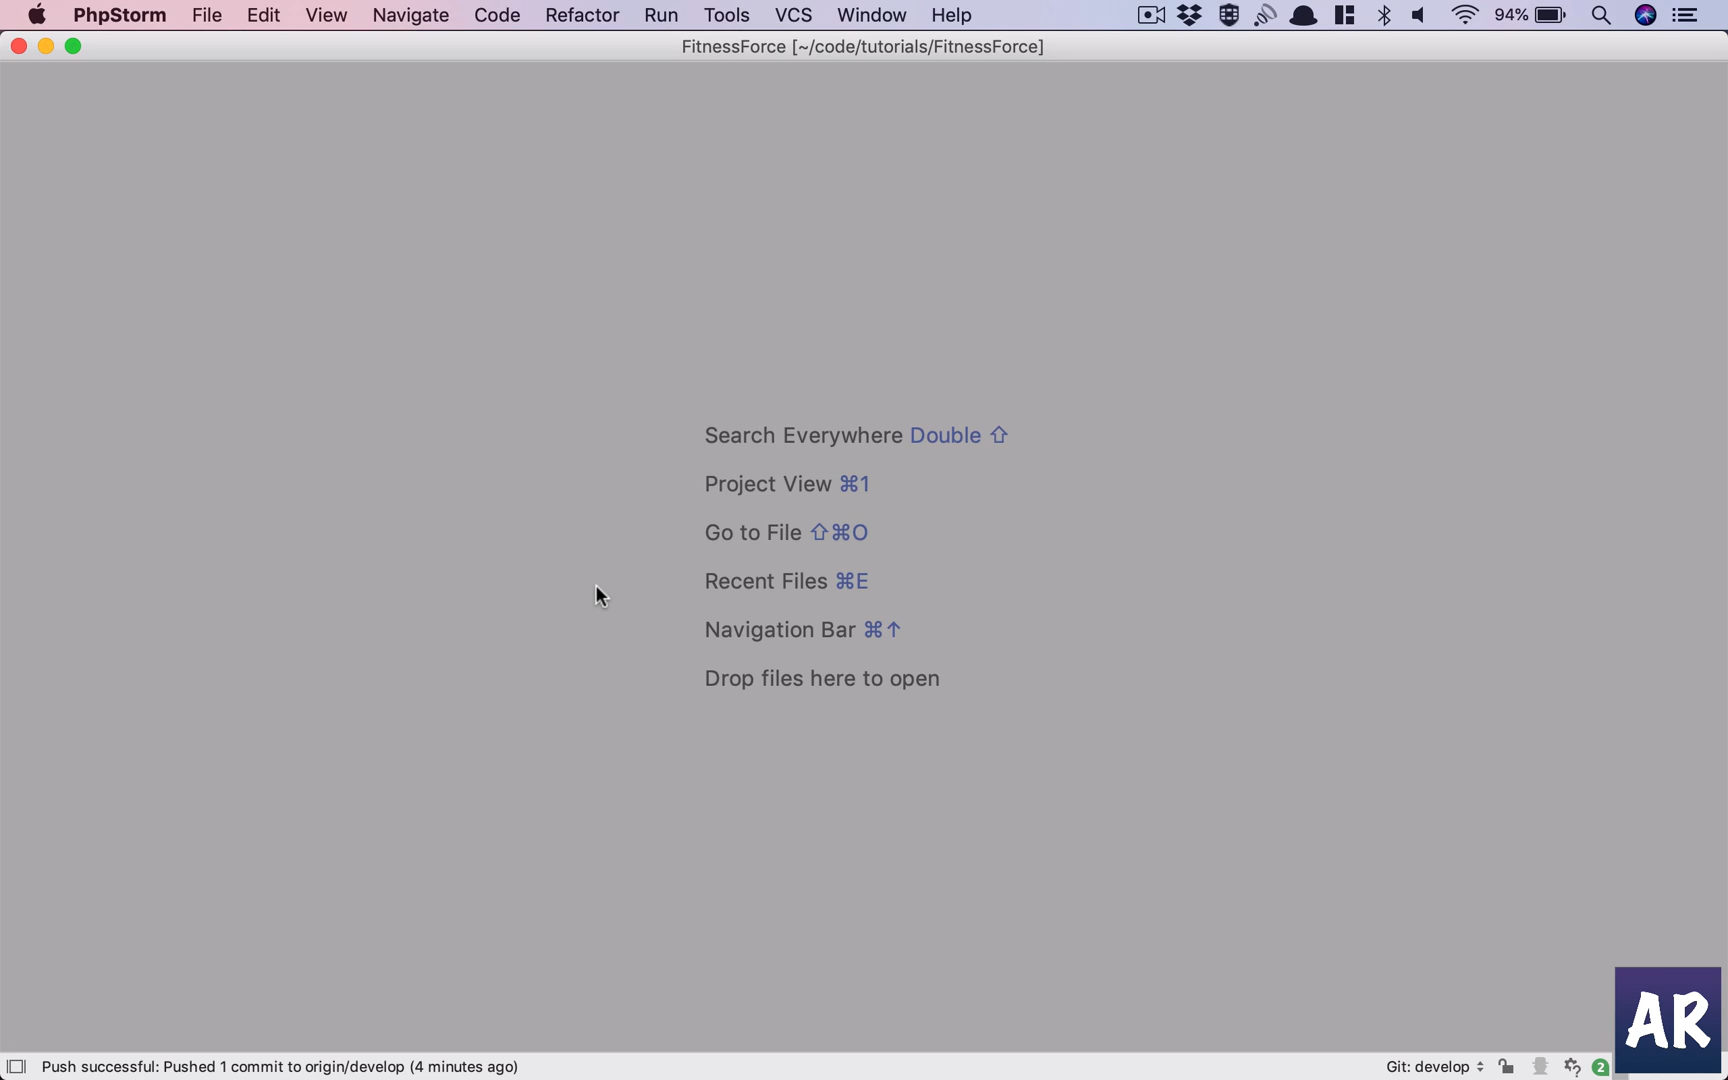 PhpStorm File Edit View Navigate Code Refactor Run Tools VCS Window Help 94%
FitnessForce [~/code/tutorials/FitnessForce]
Search Everywhere Double ⇧
Project View ⌘1
Go to File ⇧⌘O
Recent Files ⌘E
Navigation Bar ⌘↑
Drop files here to open
AR
Push successful: Pushed 1 commit to origin/develop (4 minutes ago) Git: develop 2